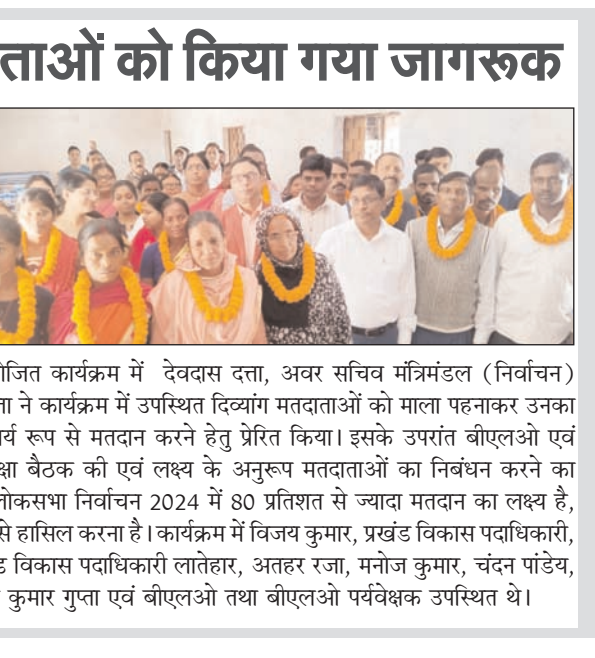 ताओं को किया गया जागरूक
ोजित कार्यक्रम में देवदास दत्ता, अवर सचिव मंत्रिमंडल (निर्वाचन)
ता ने कार्यक्रम में उपस्थित दिव्यांग मतदाताओं को माला पहनाकर उनका
र्य रूप से मतदान करने हेतु प्रेरित किया। इसके उपरांत बीएलओ एवं
क्षा बैठक की एवं लक्ष्य के अनुरूप मतदाताओं का निबंधन करने का
लोकसभा निर्वाचन 2024 में 80 प्रतिशत से ज्यादा मतदान का लक्ष्य है,
से हासिल करना है। कार्यक्रम में विजय कुमार, प्रखंड विकास पदाधिकारी,
ड विकास पदाधिकारी लातेहार, अतहर रजा, मनोज कुमार, चंदन पांडेय,
कुमार गुप्ता एवं बीएलओ तथा बीएलओ पर्यवेक्षक उपस्थित थे।